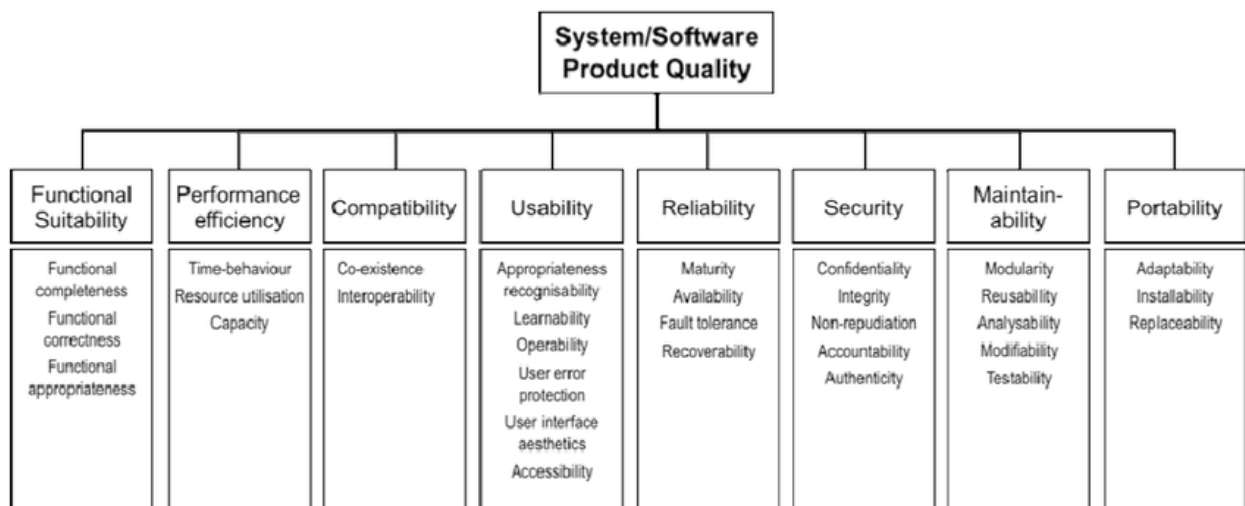 System/Software
Product Quality
Functional
Suitability
Performance
efficiency
Compatibility
Usability
Reliability
Security
Maintain-
ability
Portability
Functional
completeness
Functional
correctness
Functional
appropriateness
Time-behaviour
Resource utilisation
Capacity
Co-existence
Interoperability
Appropriateness
recognisability
Learnability
Operability
User error
protection
User interface
aesthetics
Accessibility
Maturity
Availability
Fault tolerance
Recoverability
Confidentiality
Integrity
Non-repudiation
Accountability
Authenticity
Modularity
Reusability
Analysability
Modifiability
Testability
Adaptability
Installability
Replaceability